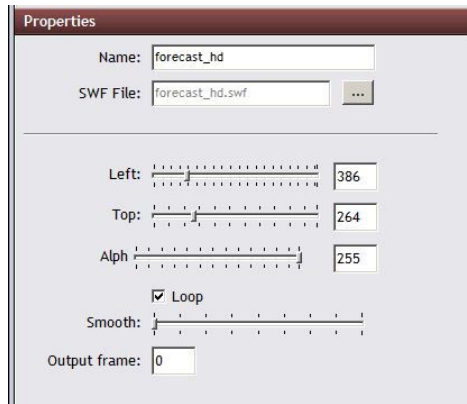 Properties
Name: forecast_hd
SWF File: forecast_hd.swf ...
Left: 386
Top: 264
Alph 255
Loop
Smooth:
Output frame: 0